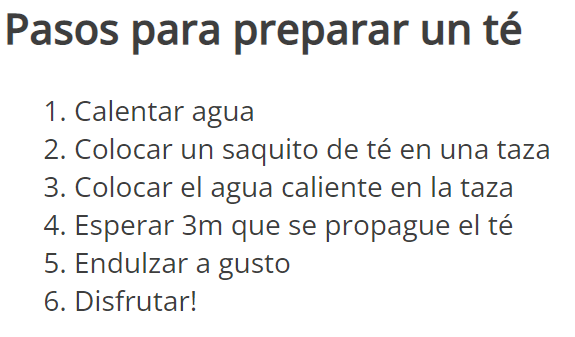 Pasos para preparar un té
1. Calentar agua
2. Colocar un saquito de té en una taza
3. Colocar el agua caliente en la taza
4. Esperar 3m que se propague el té
5. Endulzar a gusto
6. Disfrutar!